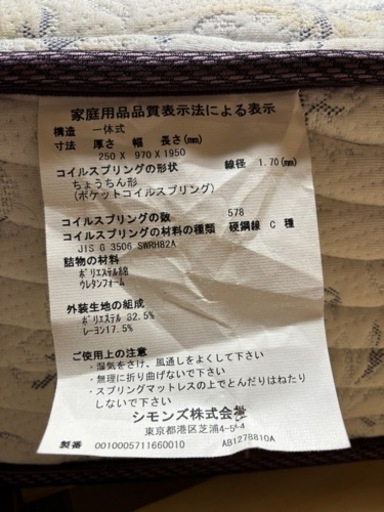 家庭用品品質表示法による表示
構造 一体式
寸法 厚さ 幅 長さ(mm)
250 X 970 X 1950
コイルスプリングの形状 線径 1.70(mm)
ちょうちん形
(ポケットコイルスプリング)
コイルスプリングの数 578
コイルスプリングの材料の種類 硬鋼線 C 種
JIS G 3506 SWRH82A
詰物の材料
ポリエステル綿
ウレタンフォーム
外装生地の組成
ポリエステル 82.5%
レーヨン17.5%
ご使用上の注意
・湿気をさけ、風通しをよくして下さい
・無理に折り曲げないで下さい
・スプリングマットレスの上でとんだりはねたり
しないで下さい
シモンズ株式会社
東京都港区芝浦4-5-4
製番 0010005711660010 AB1278810A